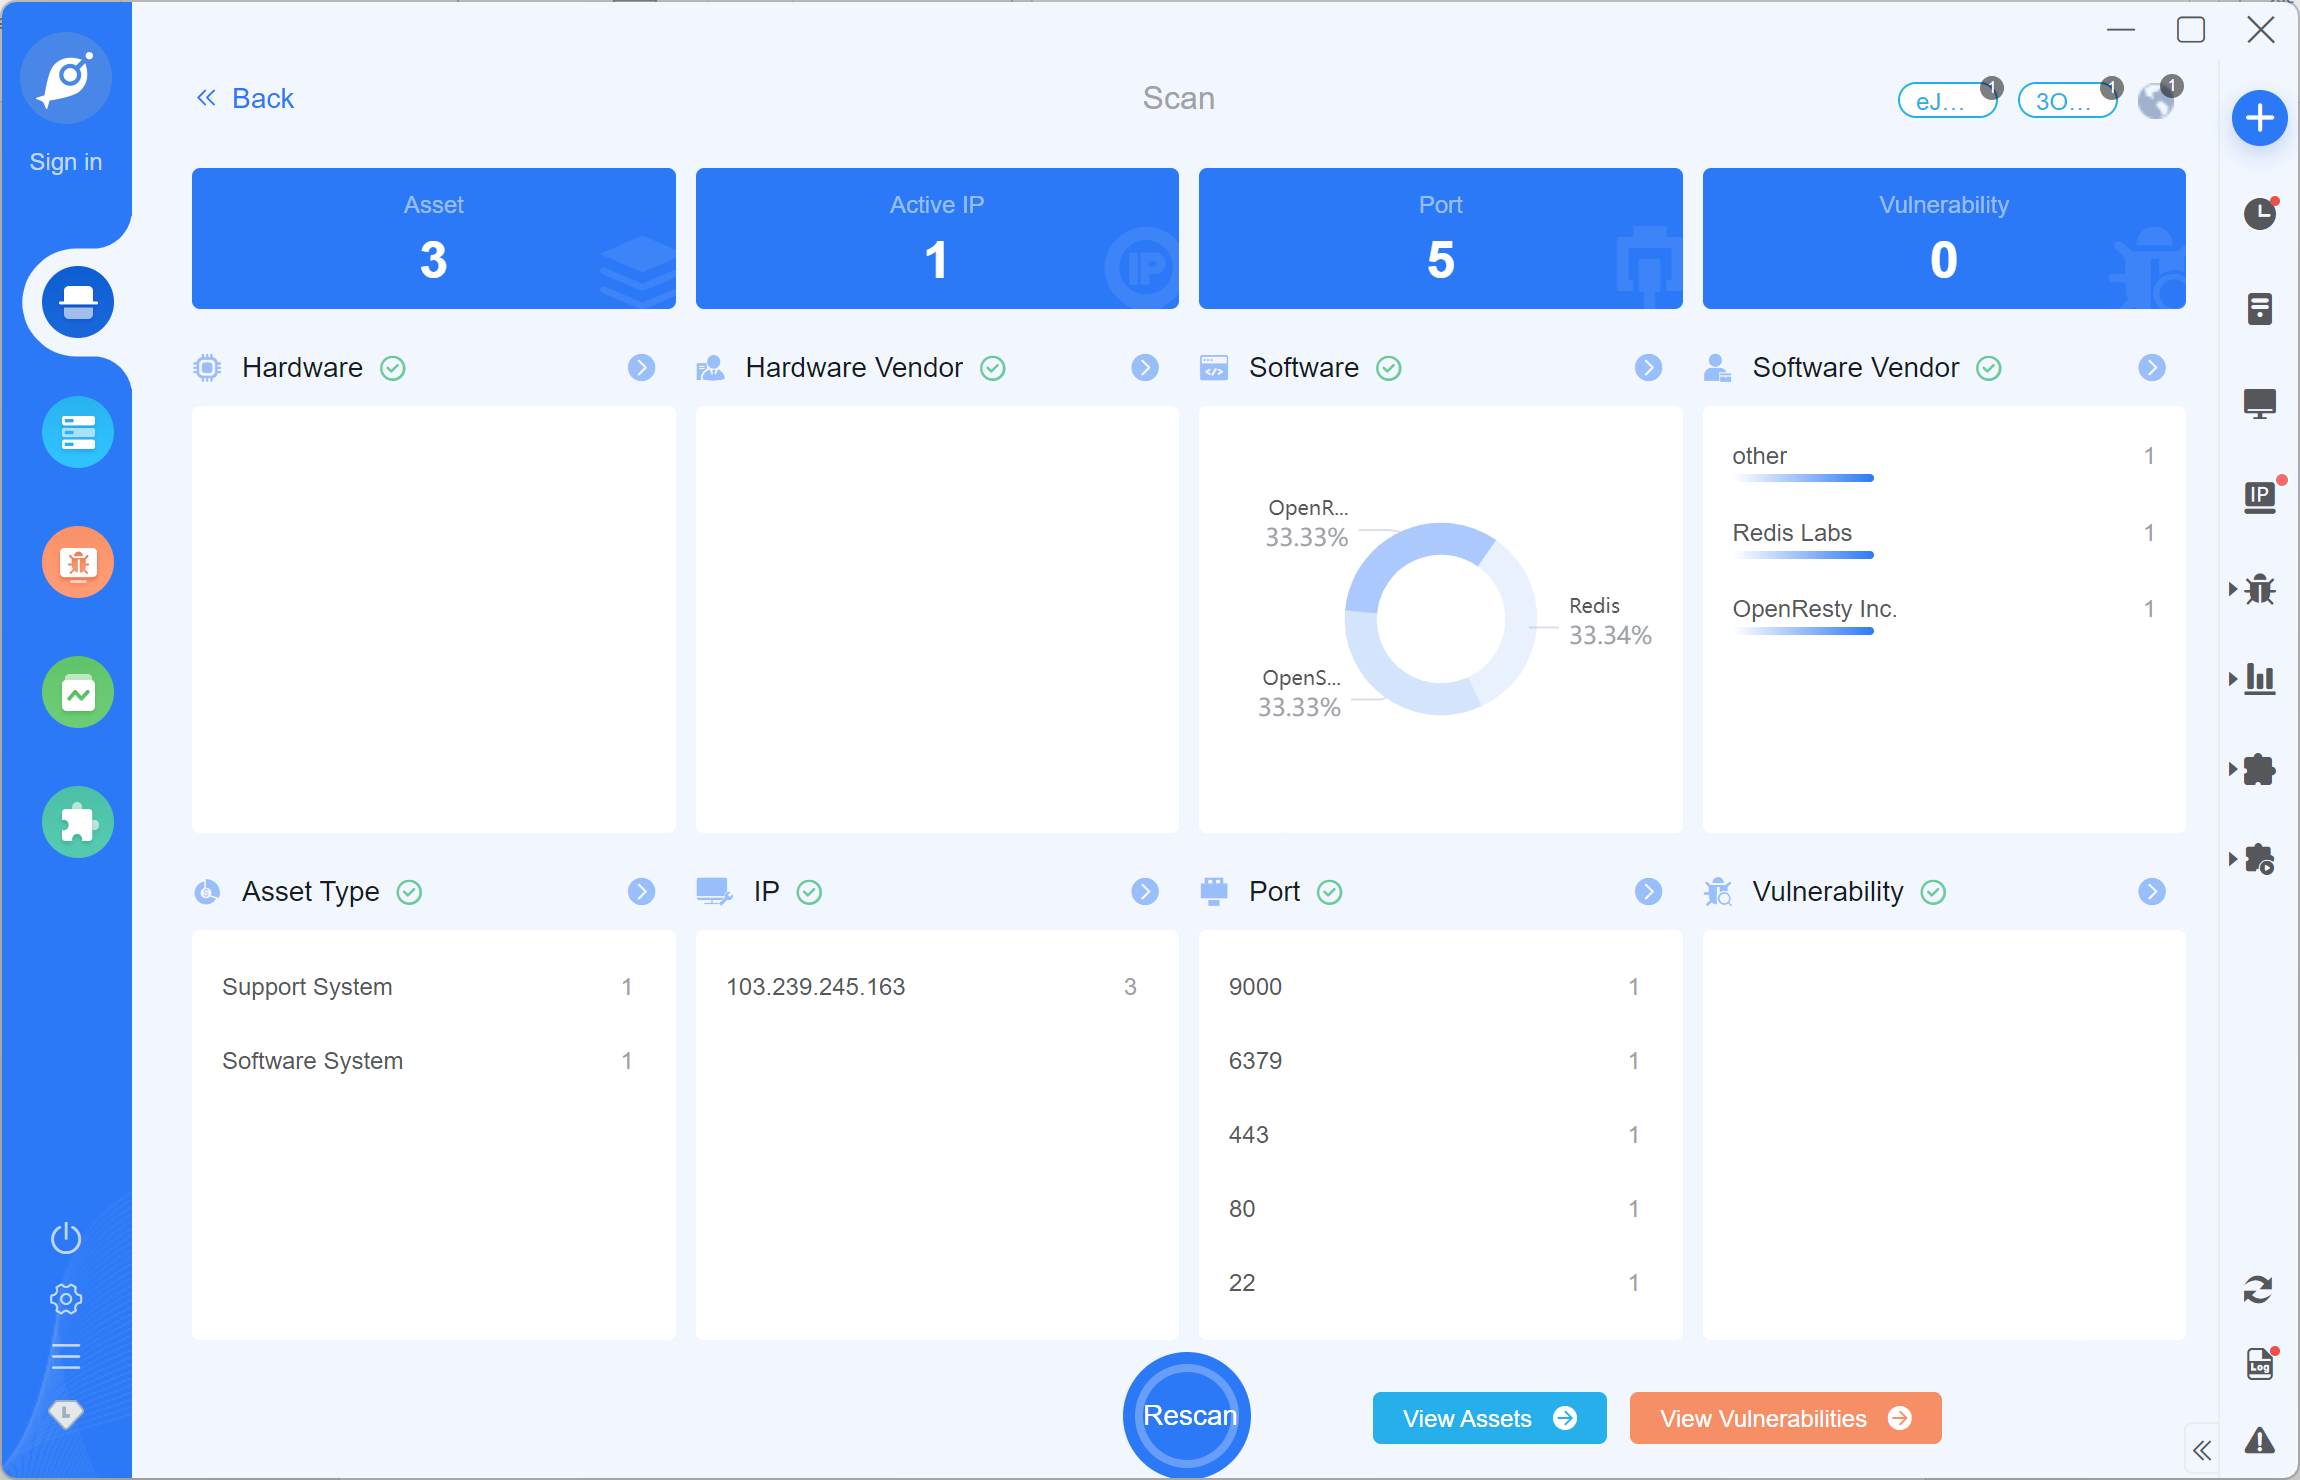 Sign in
Back
Scan
eJ... 1
3O... 1
1
Asset
3
Active IP
1
IP
Port
5
Vulnerability
0
Hardware
Hardware Vendor
Software
Software Vendor
OpenR...
33.33%
Redis
33.34%
OpenS...
33.33%
other 1
Redis Labs 1
OpenResty Inc. 1
Asset Type
IP
Port
Vulnerability
Support System 1
Software System 1
103.239.245.163 3
9000 1
6379 1
443 1
80 1
22 1
Rescan
View Assets
View Vulnerabilities
IP
Log